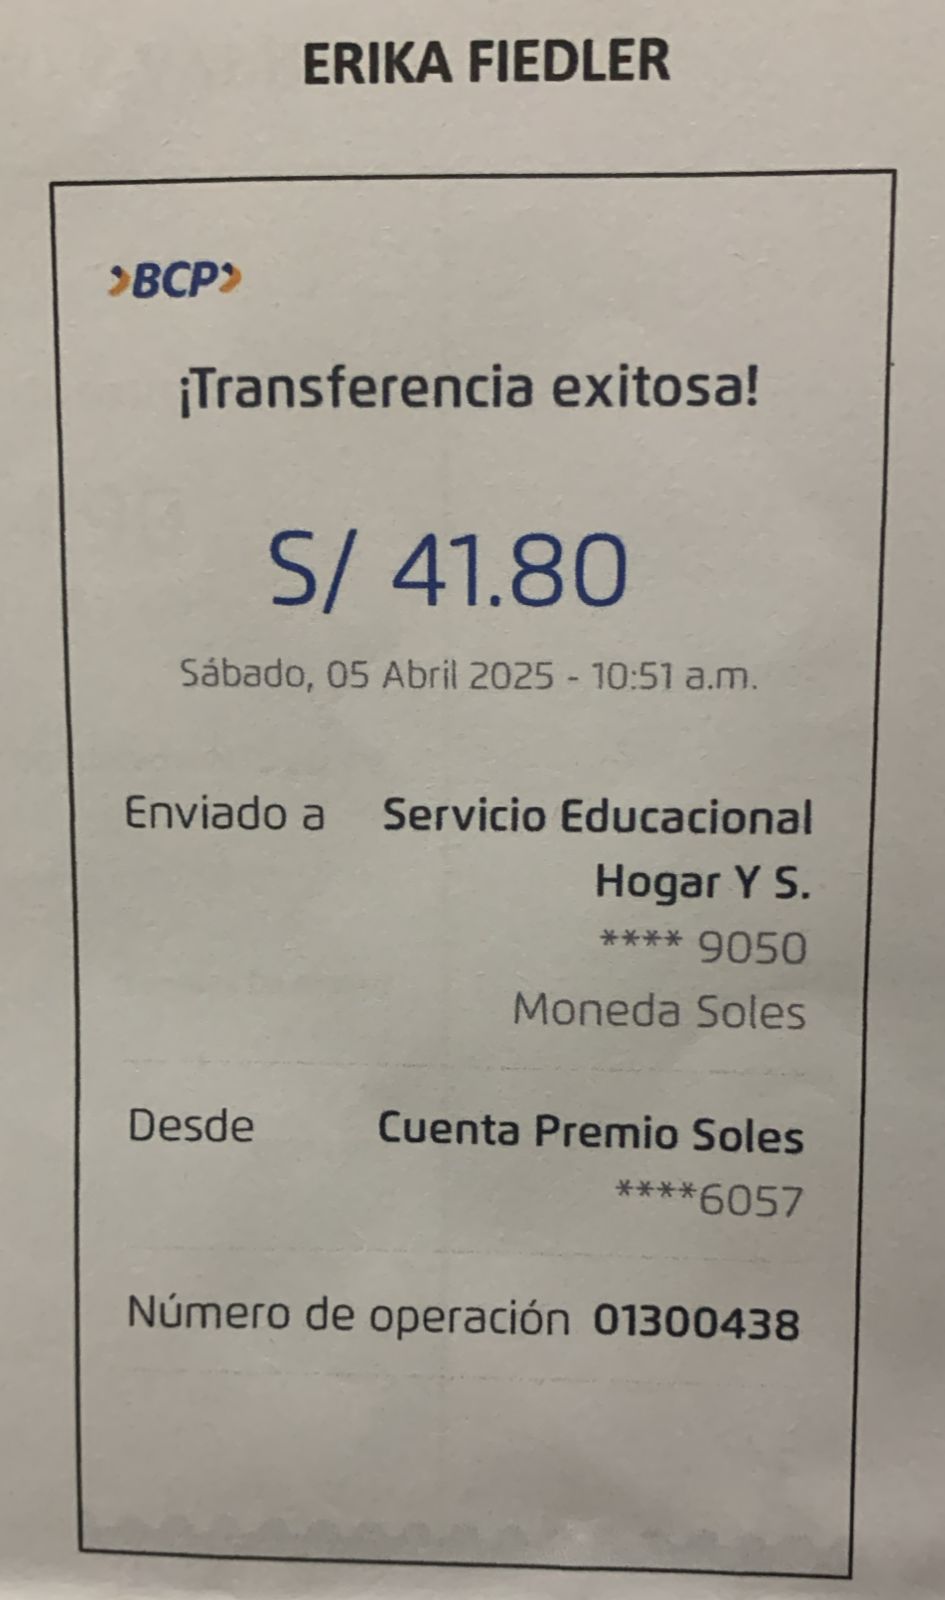 ERIKA FIEDLER
BCP
¡Transferencia exitosa!
S/ 41.80
Sábado, 05 Abril 2025 - 10:51 a.m.
Enviado a Servicio Educacional
Hogar Y S.
**** 9050
Moneda Soles
Desde Cuenta Premio Soles
****6057
Número de operación 01300438